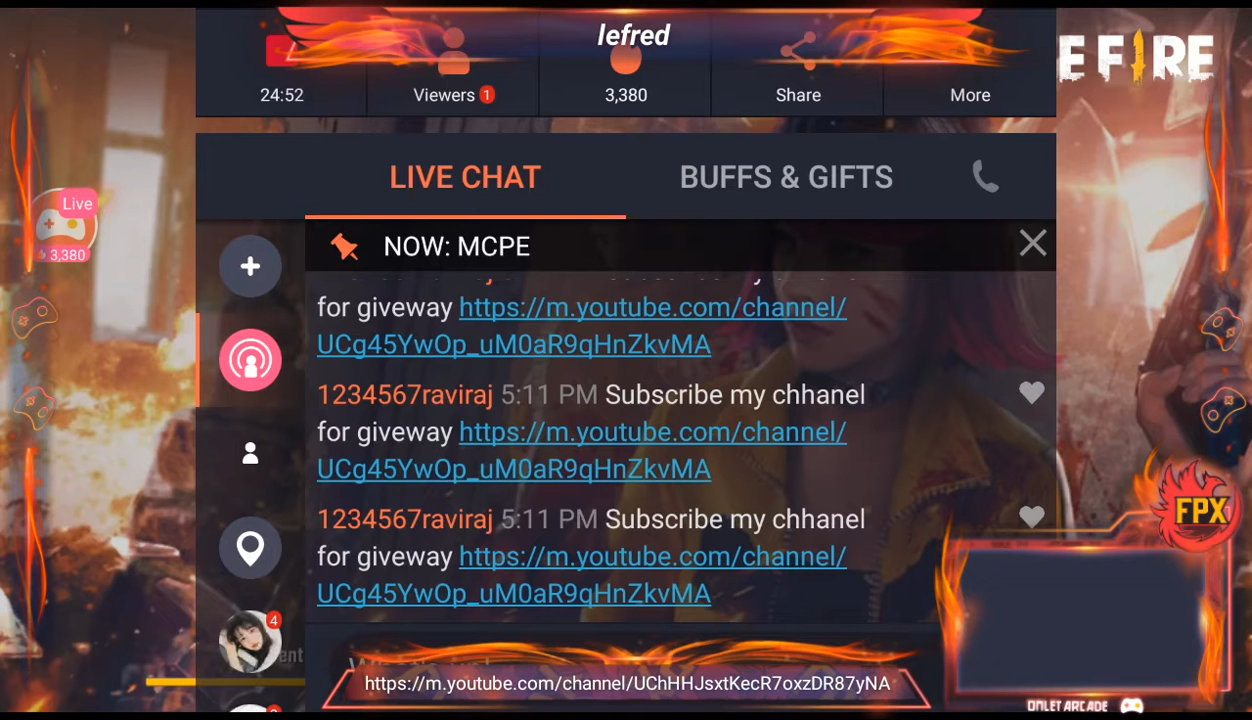 lefred
E FIRE
24:52
Viewers 1
3,380
Share
More
LIVE CHAT
BUFFS & GIFTS
Live
3,380
NOW: MCPE
for giveway https://m.youtube.com/channel/
UCg45YwOp_uM0aR9qHnZkvMA
1234567raviraj 5:11 PM Subscribe my chhanel
for giveway https://m.youtube.com/channel/
UCg45YwOp_uM0aR9qHnZkvMA
1234567raviraj 5:11 PM Subscribe my chhanel
for giveway https://m.youtube.com/channel/
UCg45YwOp_uM0aR9qHnZkvMA
FPX
4
https://m.youtube.com/channel/UChHHJsxtKecR7oxzDR87yNA
OMLET ARCADE